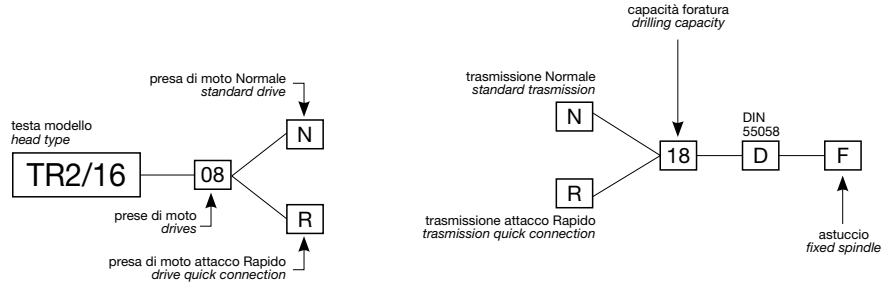 presa di moto Normale
standard drive
N
testa modello
head type
TR2/16
08
prese di moto
drives
R
presa di moto attacco Rapido
drive quick connection
capacità foratura
drilling capacity
trasmissione Normale
standard trasmission
N
18
DIN
55058
D
F
R
trasmissione attacco Rapido
trasmission quick connection
astuccio
fixed spindle